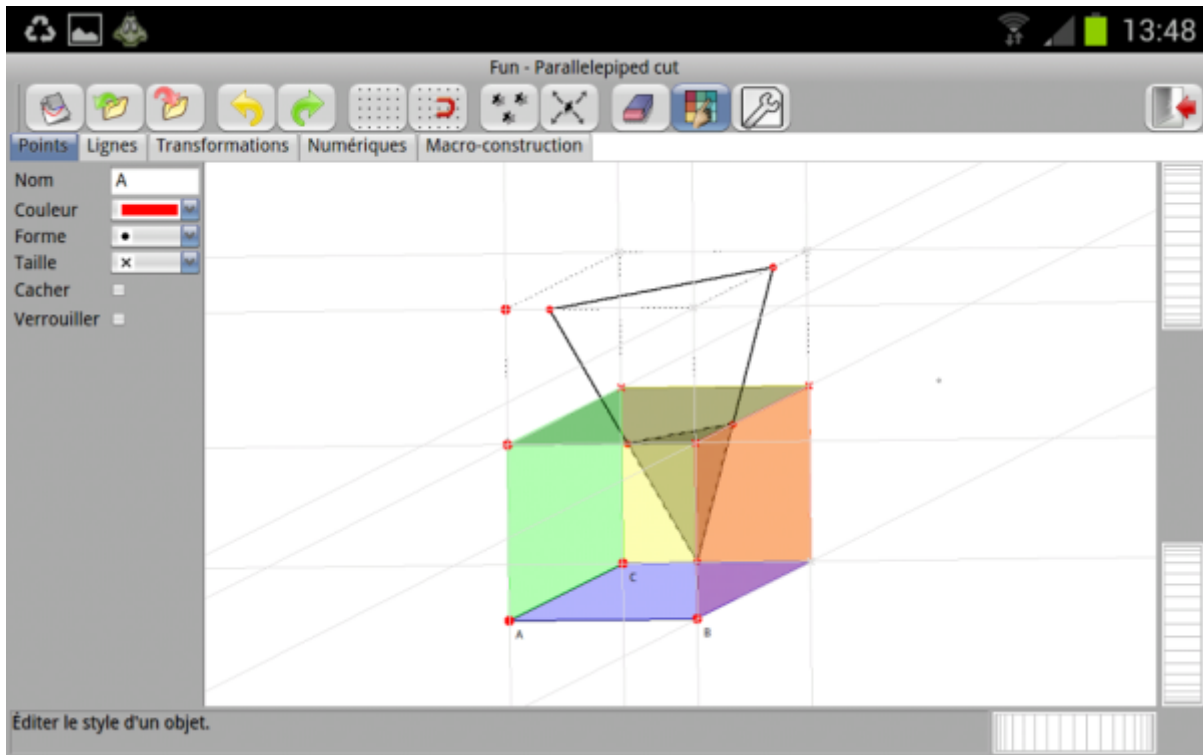 13:48
Fun - Parallelepiped cut
Points Lignes Transformations Numériques Macro-construction
Nom A
Couleur
Forme
Taille
Cacher
Verrouiller
C
A B
Éditer le style d'un objet.